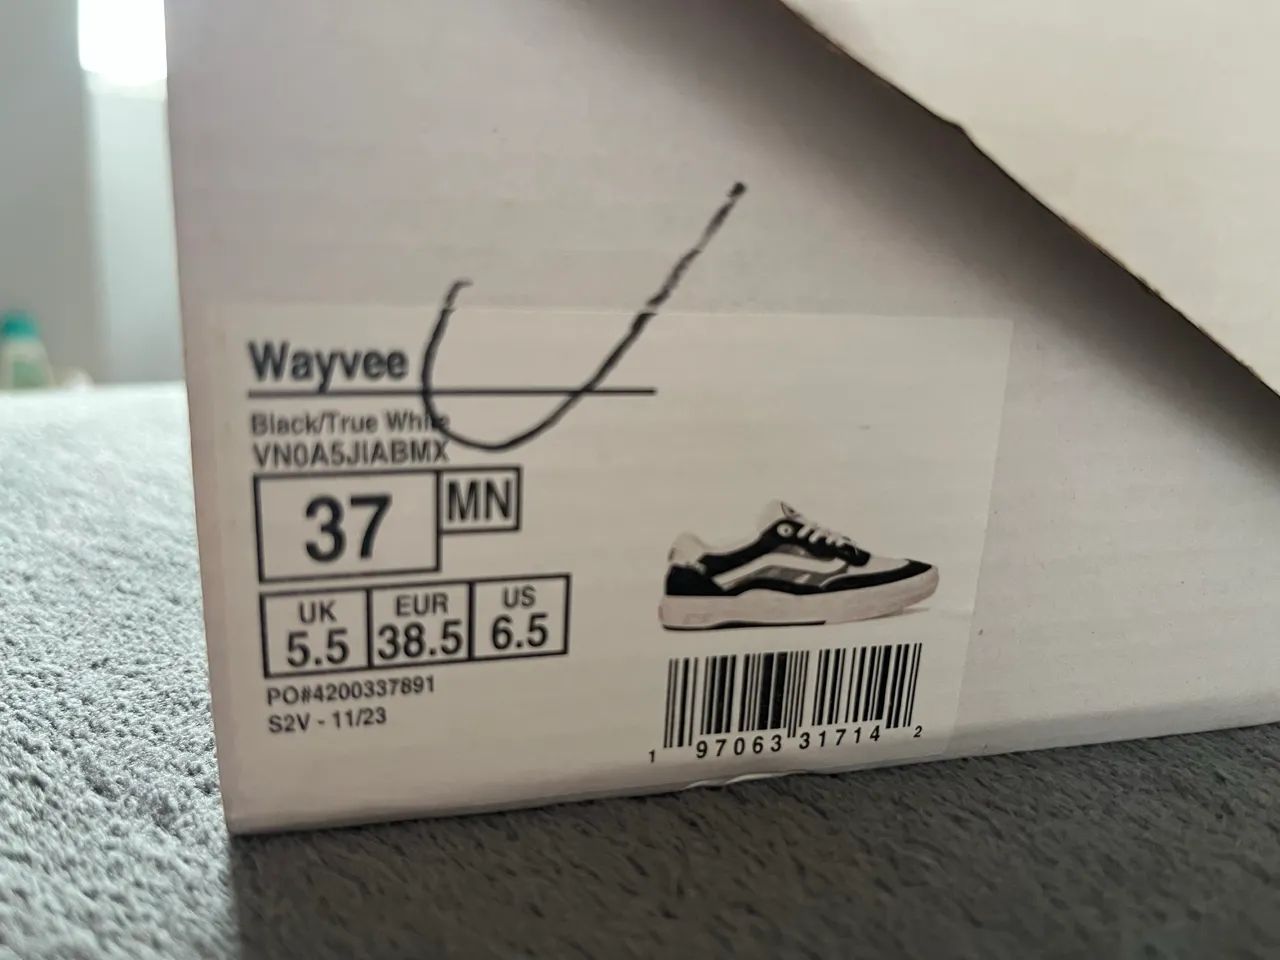 Wayvee
Black/True White
VN0A5JIABMX
37
MN
UK EUR US
5.5 38.5 6.5
PO#4200337891
S2V - 11/23
1 97063 31714 2